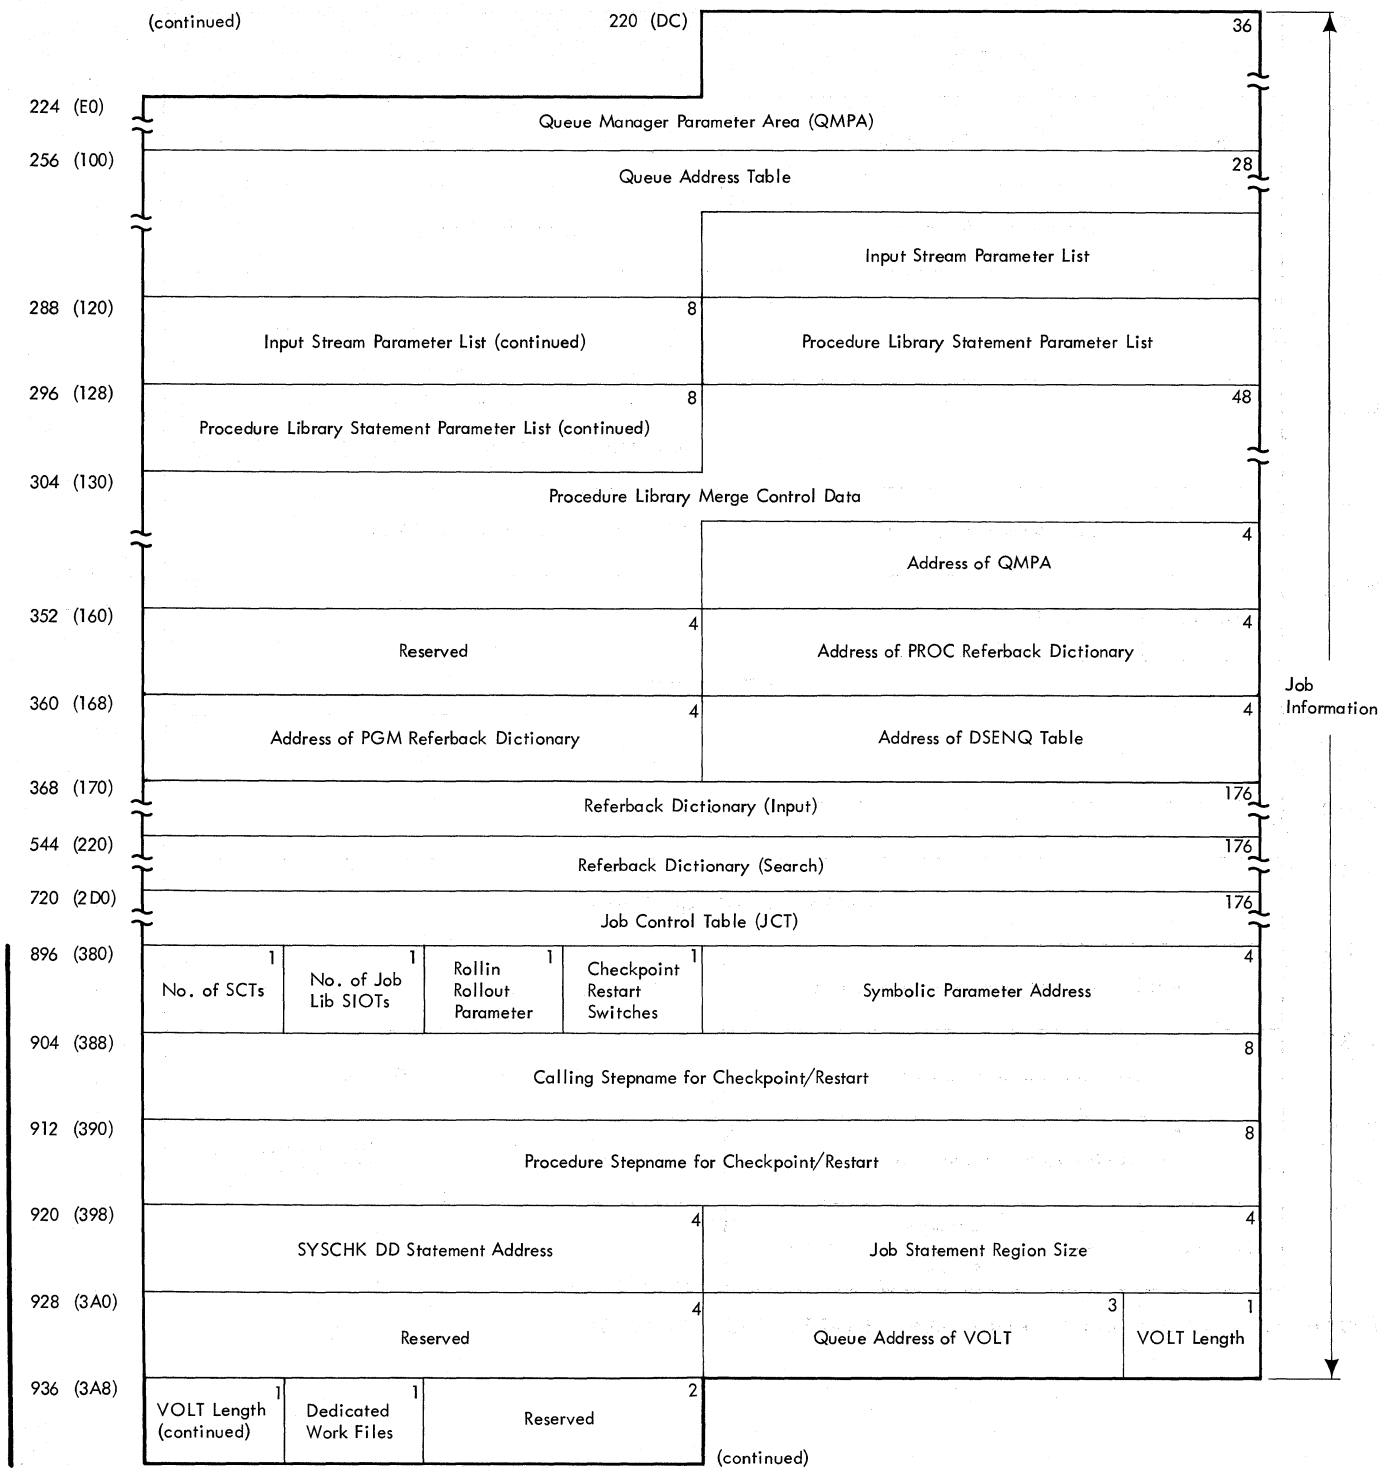 (continued) 220 (DC) 36
224 (E0)
Queue Manager Parameter Area (QMPA)
256 (100) 28
Queue Address Table
Input Stream Parameter List
288 (120) 8
Input Stream Parameter List (continued) Procedure Library Statement Parameter List
296 (128) 8 48
Procedure Library Statement Parameter List (continued)
304 (130)
Procedure Library Merge Control Data
4
Address of QMPA
352 (160) 4 4
Reserved Address of PROC Referback Dictionary
360 (168) 4 4
Address of PGM Referback Dictionary Address of DSENQ Table
Job
Information
368 (170) 176
Referback Dictionary (Input)
544 (220) 176
Referback Dictionary (Search)
720 (2D0) 176
Job Control Table (JCT)
896 (380) 1 1 1 1 4
No. of SCTs
No. of Job
Lib SIOTs
Rollin
Rollout
Parameter
Checkpoint
Restart
Switches
Symbolic Parameter Address
904 (388) 8
Calling Stepname for Checkpoint/Restart
912 (390) 8
Procedure Stepname for Checkpoint/Restart
920 (398) 4 4
SYSCHK DD Statement Address Job Statement Region Size
928 (3A0) 4 3 1
Reserved Queue Address of VOLT VOLT Length
936 (3A8) 1 1 2
VOLT Length
(continued)
Dedicated
Work Files
Reserved
(continued)